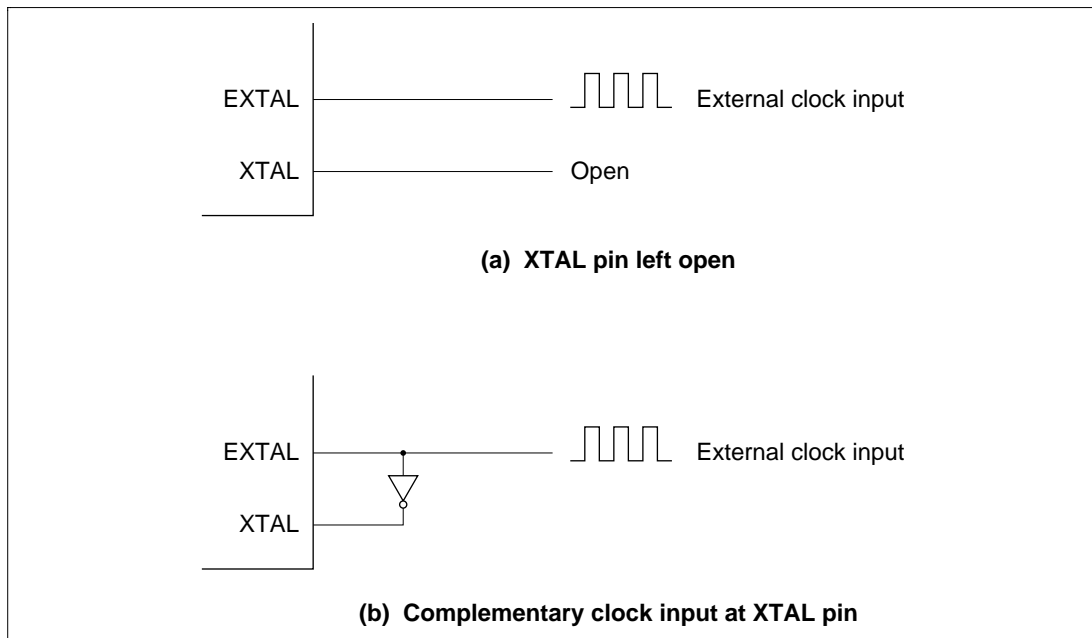 EXTAL External clock input
XTAL Open
(a) XTAL pin left open
EXTAL External clock input
XTAL
(b) Complementary clock input at XTAL pin